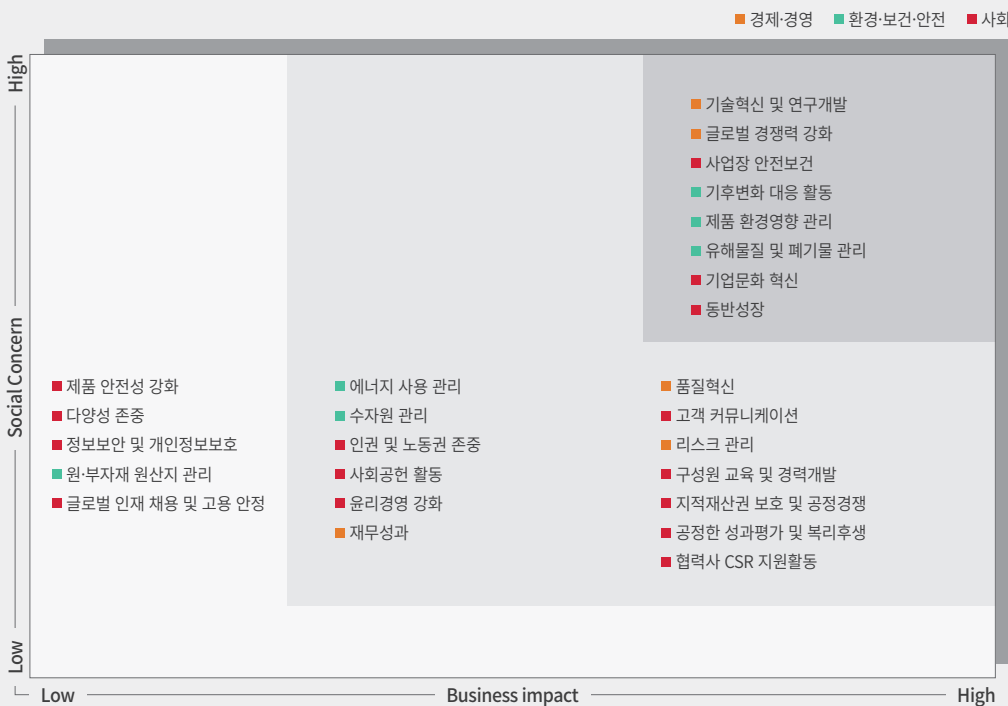 경제·경영 환경·보건·안전 사회
High
Social Concern
Low
기술혁신 및 연구개발
글로벌 경쟁력 강화
사업장 안전보건
기후변화 대응 활동
제품 환경영향 관리
유해물질 및 폐기물 관리
기업문화 혁신
동반성장
제품 안전성 강화
다양성 존중
정보보안 및 개인정보보호
원·부자재 원산지 관리
글로벌 인재 채용 및 고용 안정
에너지 사용 관리
수자원 관리
인권 및 노동권 존중
사회공헌 활동
윤리경영 강화
재무성과
품질혁신
고객 커뮤니케이션
리스크 관리
구성원 교육 및 경력개발
지적재산권 보호 및 공정경쟁
공정한 성과평가 및 복리후생
협력사 CSR 지원활동
Low Business impact High